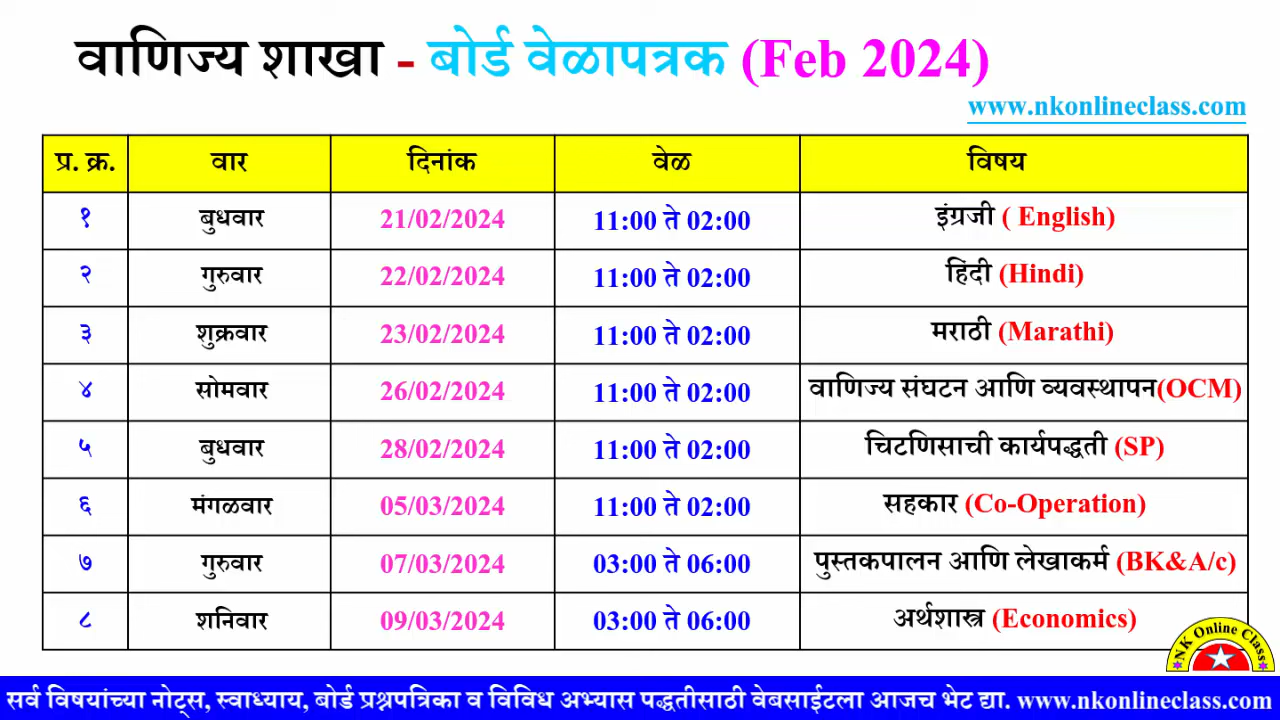 वाणिज्य शाखा - बोर्ड वेळापत्रक (Feb 2024)
www.nkonlineclass.com
प्र. क्र. वार दिनांक वेळ विषय
१ बुधवार 21/02/2024 11:00 ते 02:00 इंग्रजी ( English)
२ गुरुवार 22/02/2024 11:00 ते 02:00 हिंदी (Hindi)
३ शुक्रवार 23/02/2024 11:00 ते 02:00 मराठी (Marathi)
४ सोमवार 26/02/2024 11:00 ते 02:00 वाणिज्य संघटन आणि व्यवस्थापन(OCM)
५ बुधवार 28/02/2024 11:00 ते 02:00 चिटणिसाची कार्यपद्धती (SP)
६ मंगळवार 05/03/2024 11:00 ते 02:00 सहकार (Co-Operation)
७ गुरुवार 07/03/2024 03:00 ते 06:00 पुस्तकपालन आणि लेखाकर्म (BK&A/c)
८ शनिवार 09/03/2024 03:00 ते 06:00 अर्थशास्त्र (Economics)
NK Online Class
सर्व विषयांच्या नोट्स, स्वाध्याय, बोर्ड प्रश्नपत्रिका व विविध अभ्यास पद्धतीसाठी वेबसाईटला आजच भेट द्या. www.nkonlineclass.com